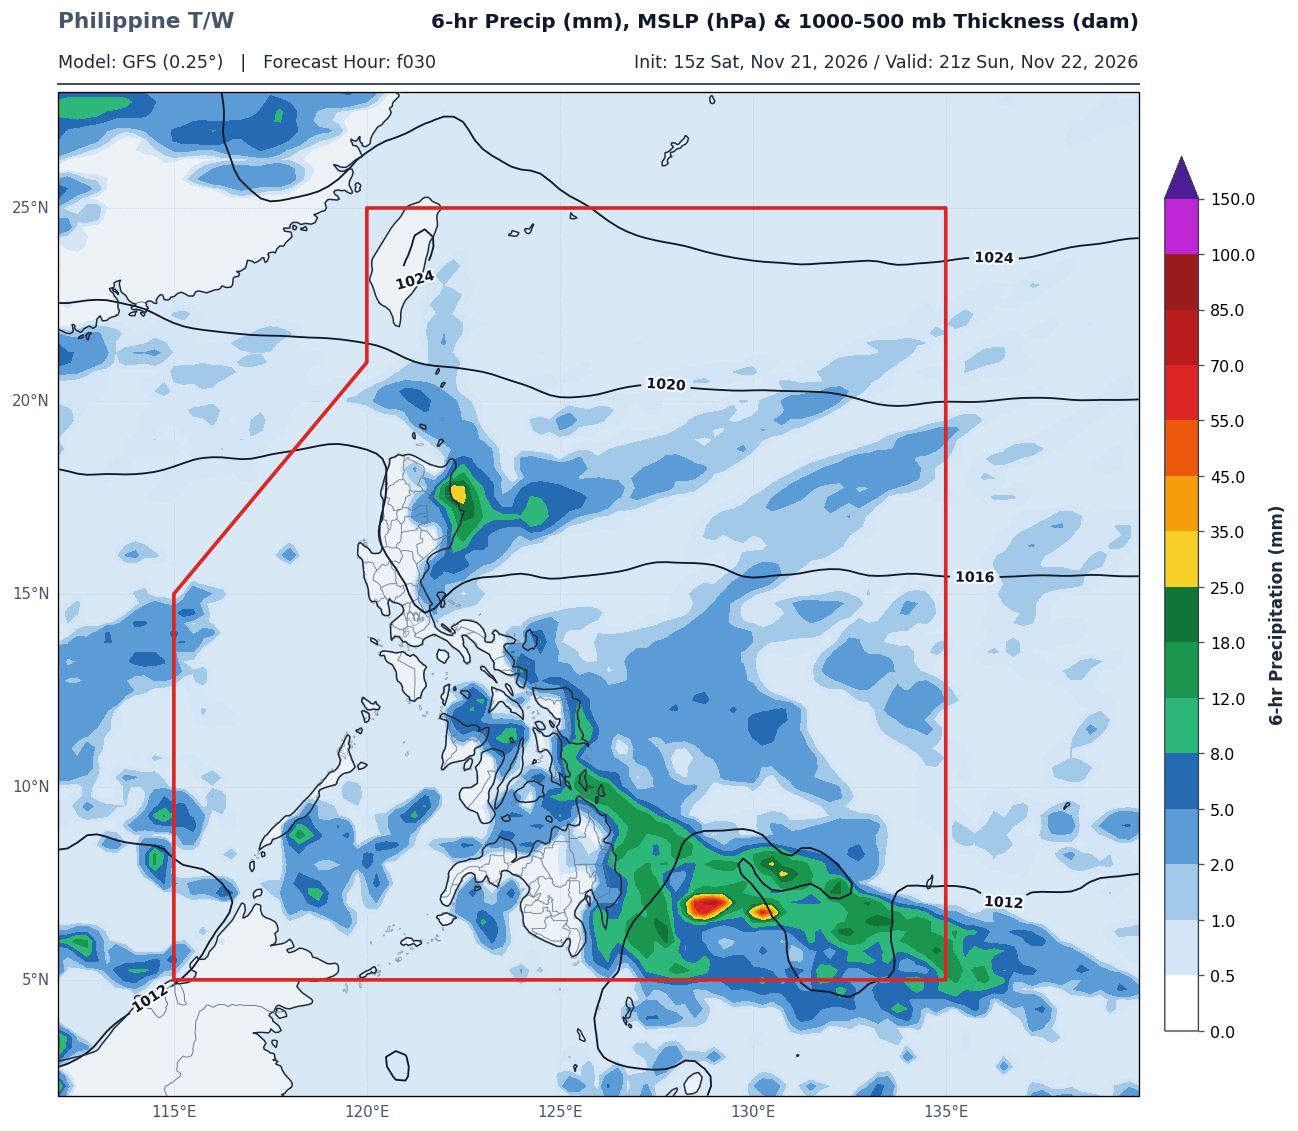 Philippine T/W
6-hr Precip (mm), MSLP (hPa) & 1000-500 mb Thickness (dam)
Model: GFS (0.25°) | Forecast Hour: f030
Init: 15z Sat, Nov 21, 2026 / Valid: 21z Sun, Nov 22, 2026
25°N
20°N
15°N
10°N
5°N
115°E
120°E
125°E
130°E
135°E
1024
1024
1020
1016
1012
1012
150.0
100.0
85.0
70.0
55.0
45.0
35.0
25.0
18.0
12.0
8.0
5.0
2.0
1.0
0.5
0.0
6-hr Precipitation (mm)